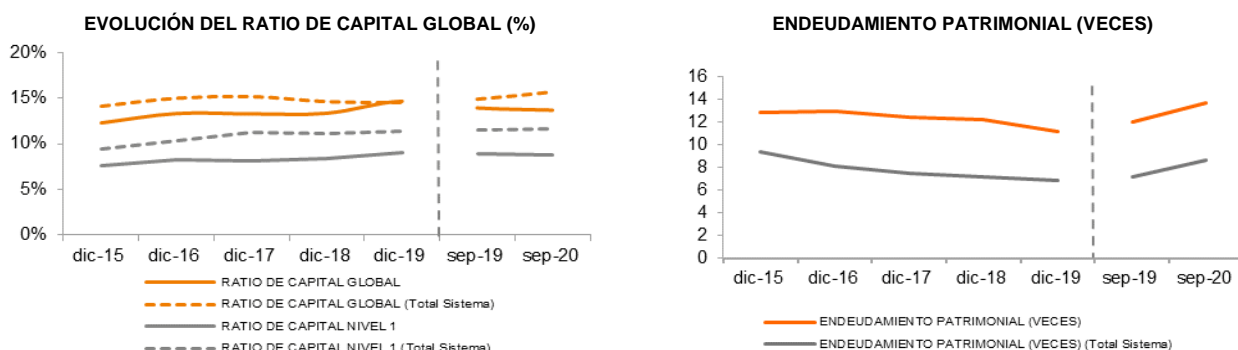 EVOLUCIÓN DEL RATIO DE CAPITAL GLOBAL (%)
20%
15%
10%
5%
0%
dic-15 dic-16 dic-17 dic-18 dic-19 sep-19 sep-20
RATIO DE CAPITAL GLOBAL
RATIO DE CAPITAL GLOBAL (Total Sistema)
RATIO DE CAPITAL NIVEL 1
RATIO DE CAPITAL NIVEL 1 (Total Sistema)
ENDEUDAMIENTO PATRIMONIAL (VECES)
16
14
12
10
8
6
4
2
0
dic-15 dic-16 dic-17 dic-18 dic-19 sep-19 sep-20
ENDEUDAMIENTO PATRIMONIAL (VECES)
ENDEUDAMIENTO PATRIMONIAL (VECES) (Total Sistema)